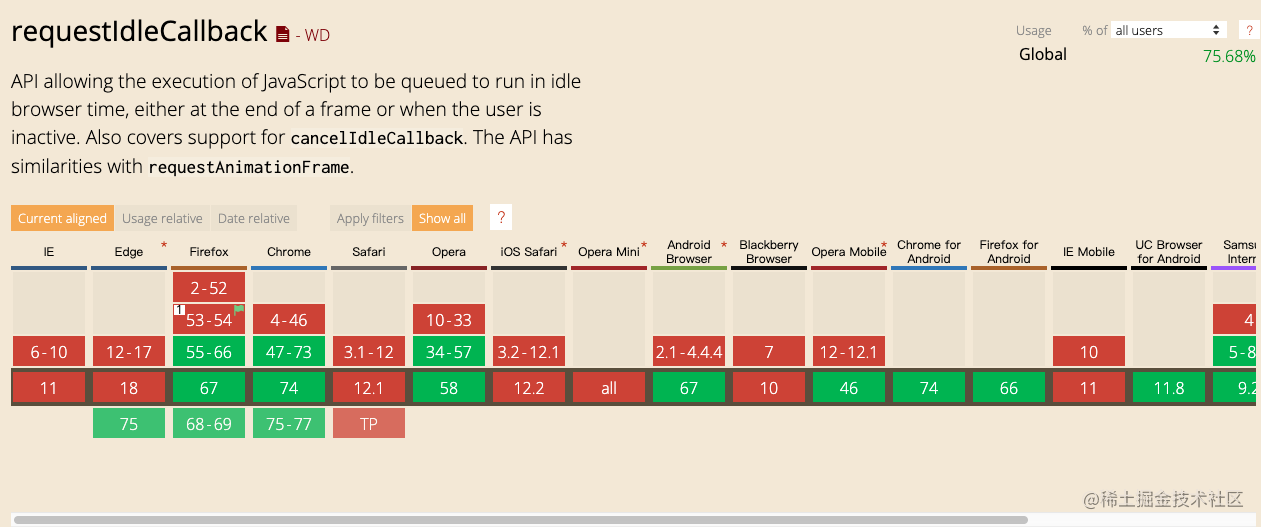 requestIdleCallback - WD
Usage % of all users ?
Global 75.68%
API allowing the execution of JavaScript to be queued to run in idle
browser time, either at the end of a frame or when the user is
inactive. Also covers support for cancelIdleCallback. The API has
similarities with requestAnimationFrame.
Current aligned Usage relative Date relative Apply filters Show all ?
IE Edge * Firefox Chrome Safari Opera iOS Safari * Opera Mini * Android Browser * Blackberry Browser Opera Mobile * Chrome for Android Firefox for Android IE Mobile UC Browser for Android
2-52
1 53-54 4-46 10-33 4
6-10 12-17 55-66 47-73 3.1-12 34-57 3.2-12.1 2.1-4.4.4 7 12-12.1 10 5-8
11 18 67 74 12.1 58 12.2 all 67 10 46 74 66 11 11.8 9.2
75 68-69 75-77 TP
@稀土掘金技术社区